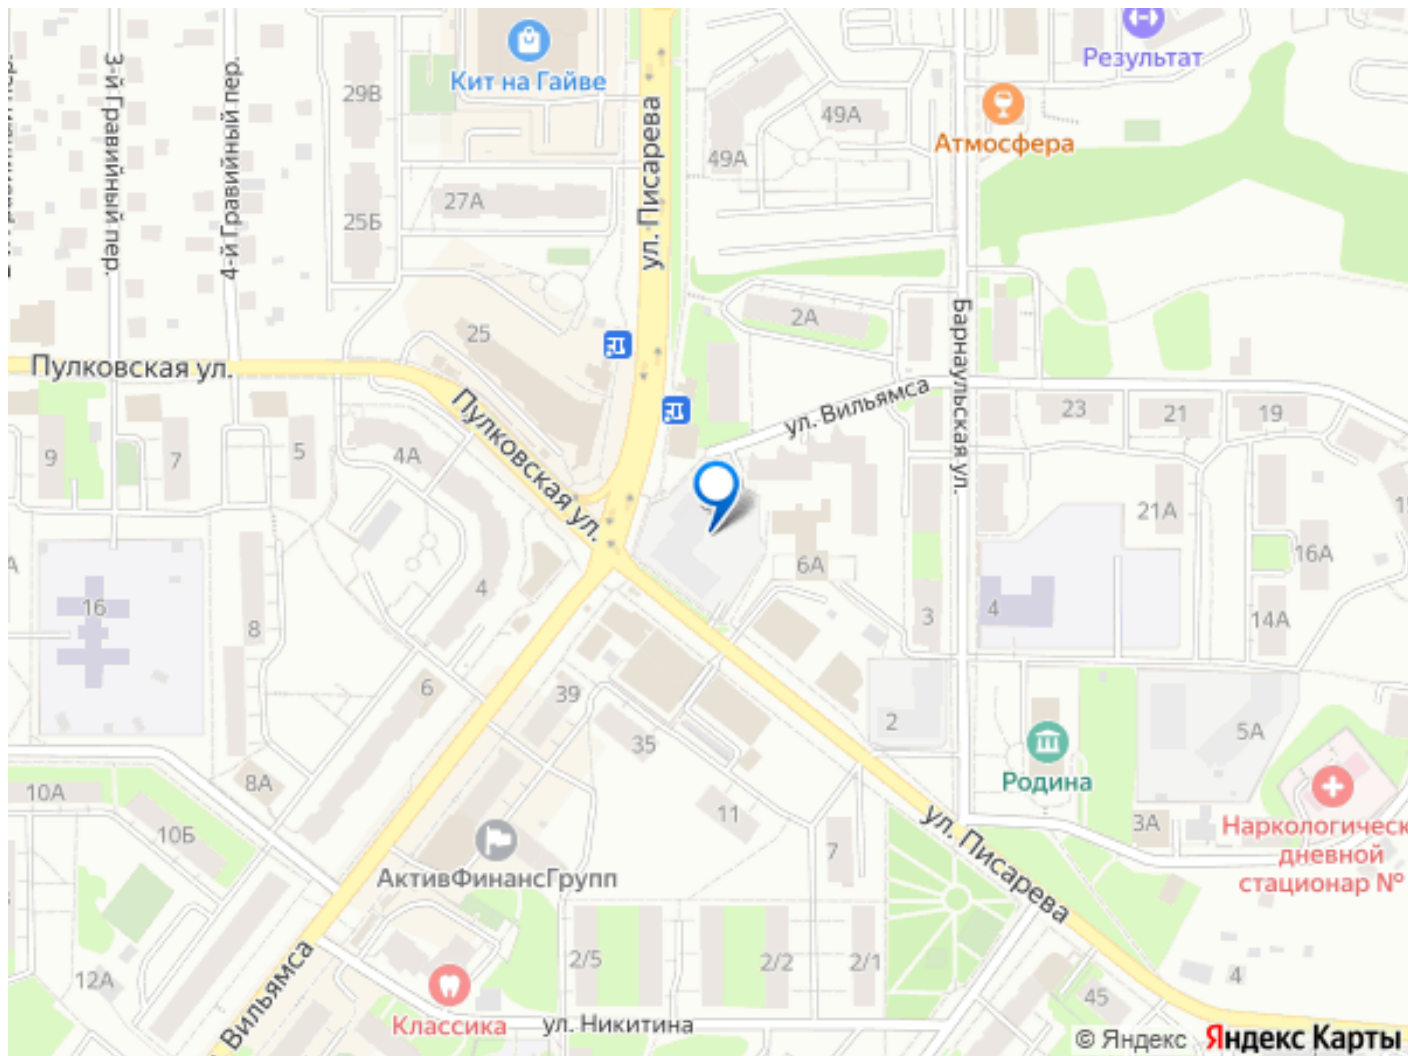 Кит на Гайве
Результат
Атмосфера
3-й Гравийный пер.
4-й Гравийный пер.
29В
49А
49А
27А
25Б
ул. Писарева
2А
25
Барнаульская ул.
Пулковская ул.
Пулковская ул.
ул. Вильямса
23
21
19
9
7
5
4А
21А
16А
6А
4
16
8
3
4
14А
6
39
35
2
5А
8А
10А
10Б
11
7
3А
Родина
Наркологическ
дневной
стационар №
ул. Писарева
АктивФинансГрупп
12А
2/5
2/2
2/1
4
45
Вильямса
Классика
ул. Никитина
© Яндекс Яндекс Карты